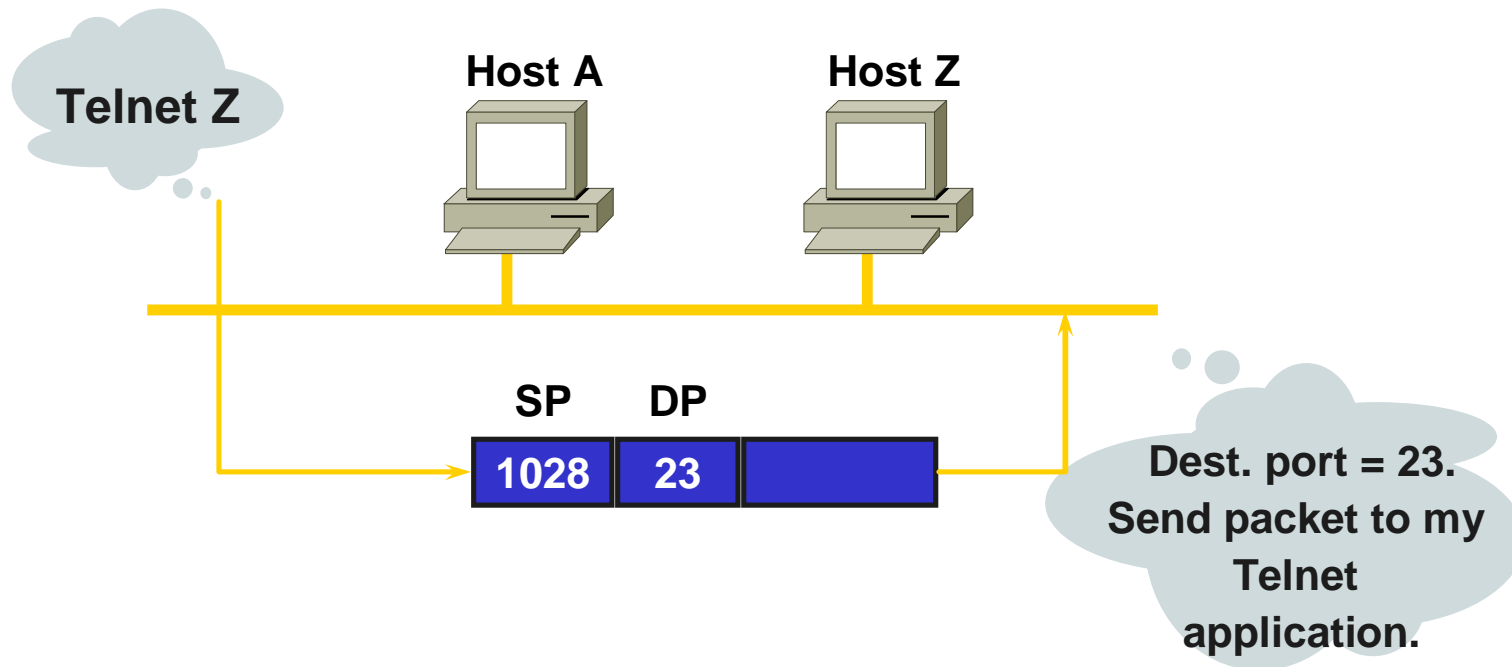 Telnet Z
Host A
Host Z
SP
DP
1028
23
Dest. port = 23.
Send packet to my
Telnet
application.